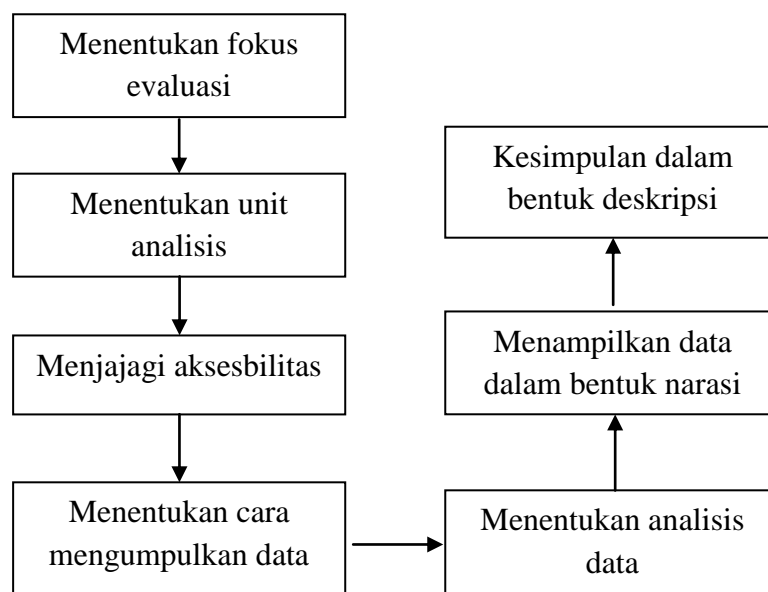 Menentukan fokus
evaluasi
Menentukan unit
analisis
Menjajagi aksesbilitas
Menentukan cara
mengumpulkan data
Menentukan analisis
data
Menampilkan data
dalam bentuk narasi
Kesimpulan dalam
bentuk deskripsi